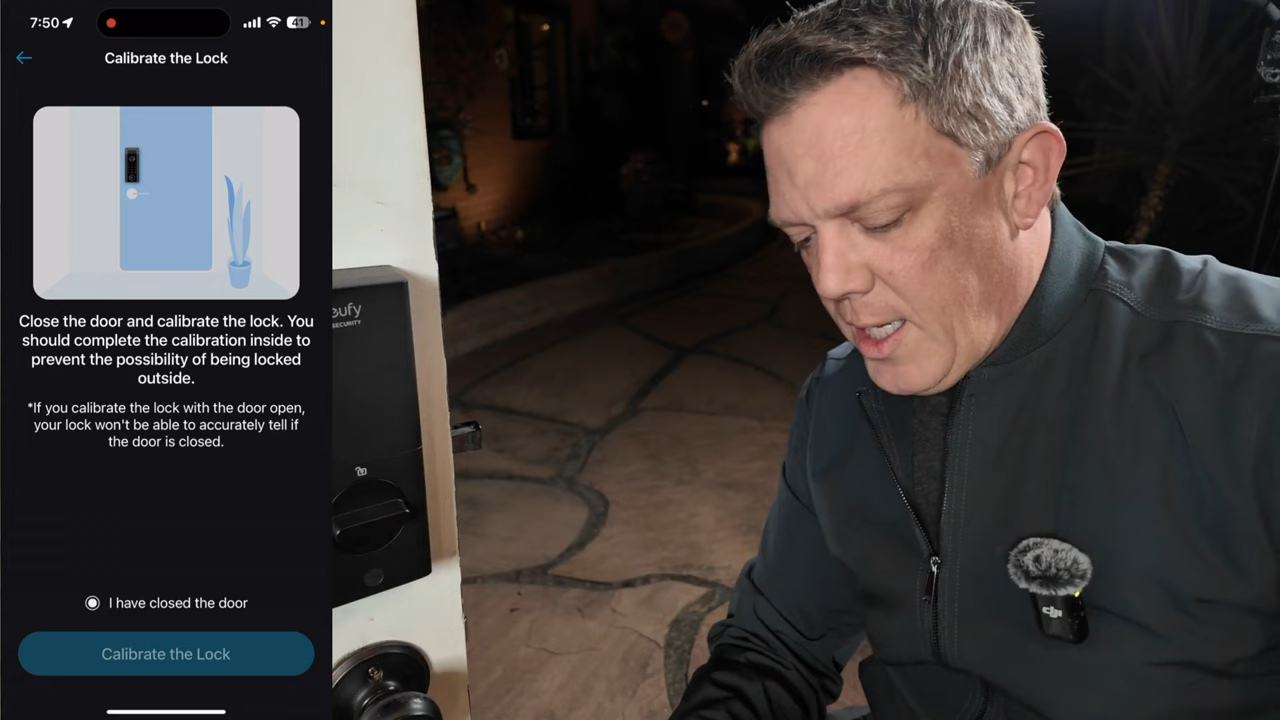 7:50
41
Calibrate the Lock
Close the door and calibrate the lock. You
should complete the calibration inside to
prevent the possibility of being locked
outside.
*If you calibrate the lock with the door open,
your lock won't be able to accurately tell if
the door is closed.
I have closed the door
Calibrate the Lock
eufy
SECURITY
dji